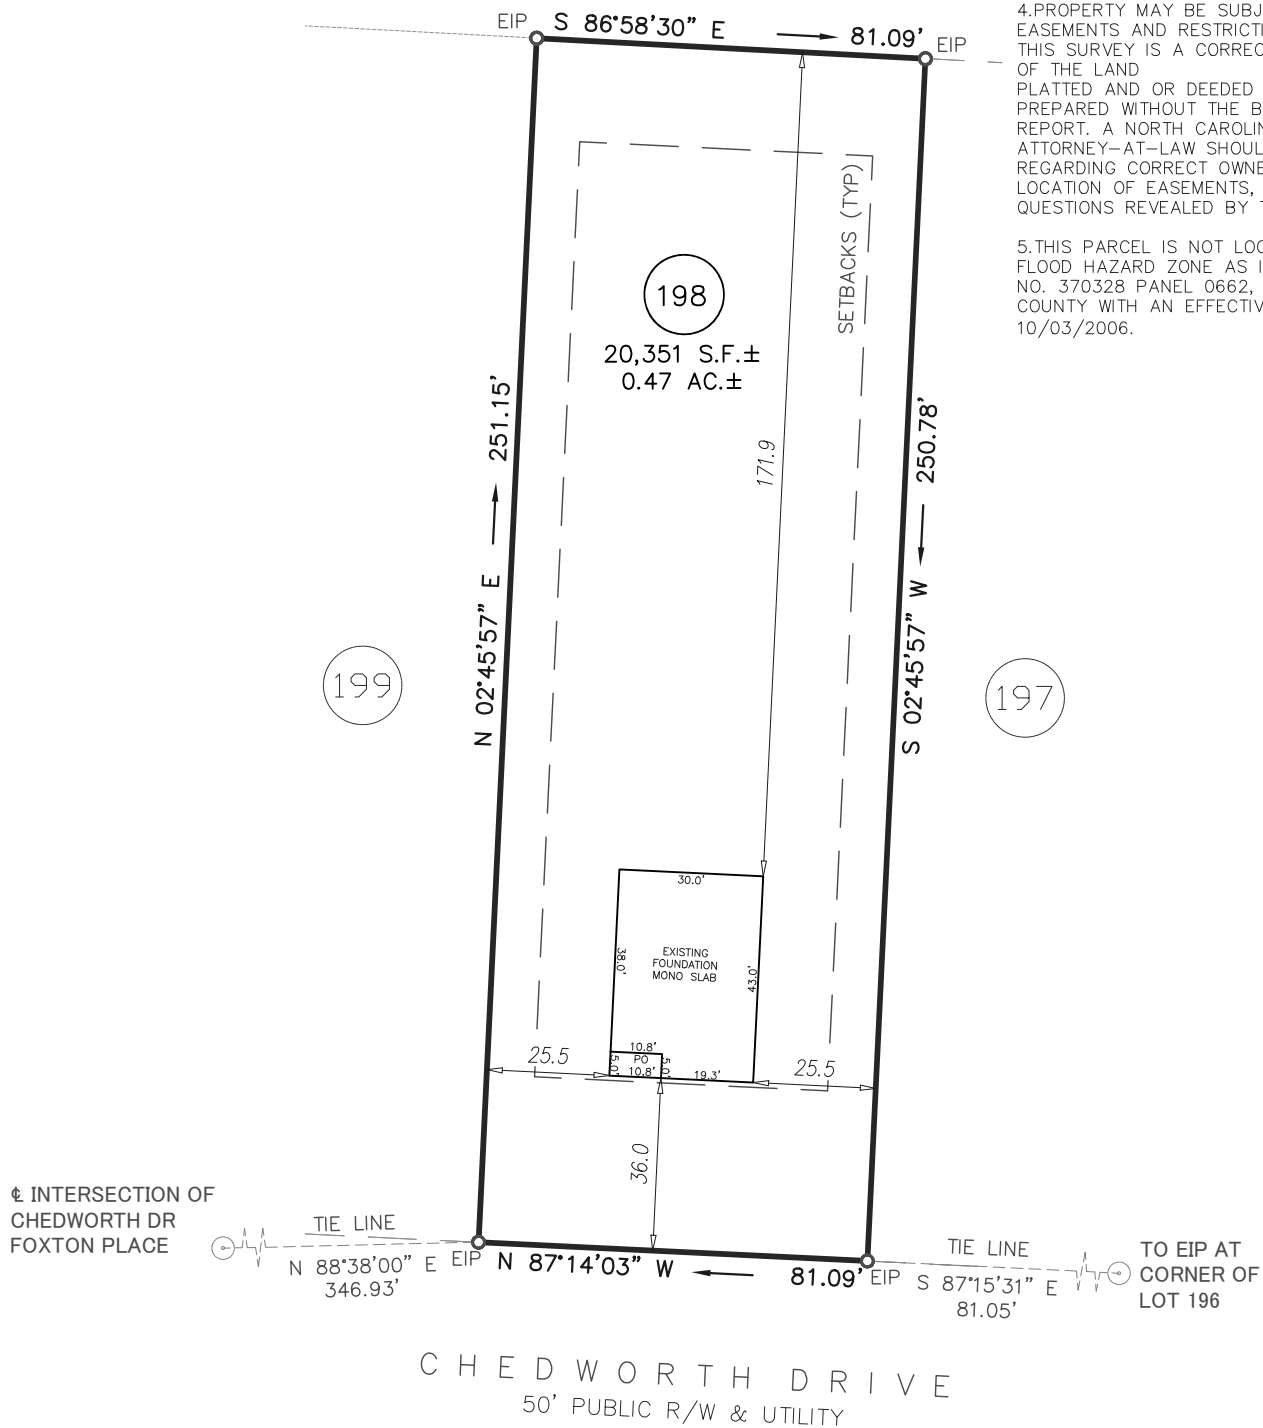 EIP S 86°58'30" E 81.09' EIP
4.PROPERTY MAY BE SUBJ
EASEMENTS AND RESTRICTI
THIS SURVEY IS A CORREC
OF THE LAND
PLATTED AND OR DEEDED
PREPARED WITHOUT THE B
REPORT. A NORTH CAROLIN
ATTORNEY-AT-LAW SHOUL
REGARDING CORRECT OWNE
LOCATION OF EASEMENTS,
QUESTIONS REVEALED BY
5.THIS PARCEL IS NOT LOC
FLOOD HAZARD ZONE AS I
NO. 370328 PANEL 0662,
COUNTY WITH AN EFFECTIV
10/03/2006.
SETBACKS (TYP)
198
20,351 S.F.±
0.47 AC.±
N 02°45'57" E 251.15'
171.9
S 02°45'57" W 250.78'
199
197
30.0'
38.0'
EXISTING
FOUNDATION
MONO SLAB
43.0'
10.8'
PO
5.0'
10.8'
5.0'
19.3'
25.5
25.5
36.0
℄ INTERSECTION OF
CHEDWORTH DR
FOXTON PLACE
TIE LINE
N 88°38'00" E
346.93'
EIP N 87°14'03" W 81.09' EIP
TIE LINE
S 87°15'31" E
81.05'
TO EIP AT
CORNER OF
LOT 196
CHEDWORTH DRIVE
50' PUBLIC R/W & UTILITY